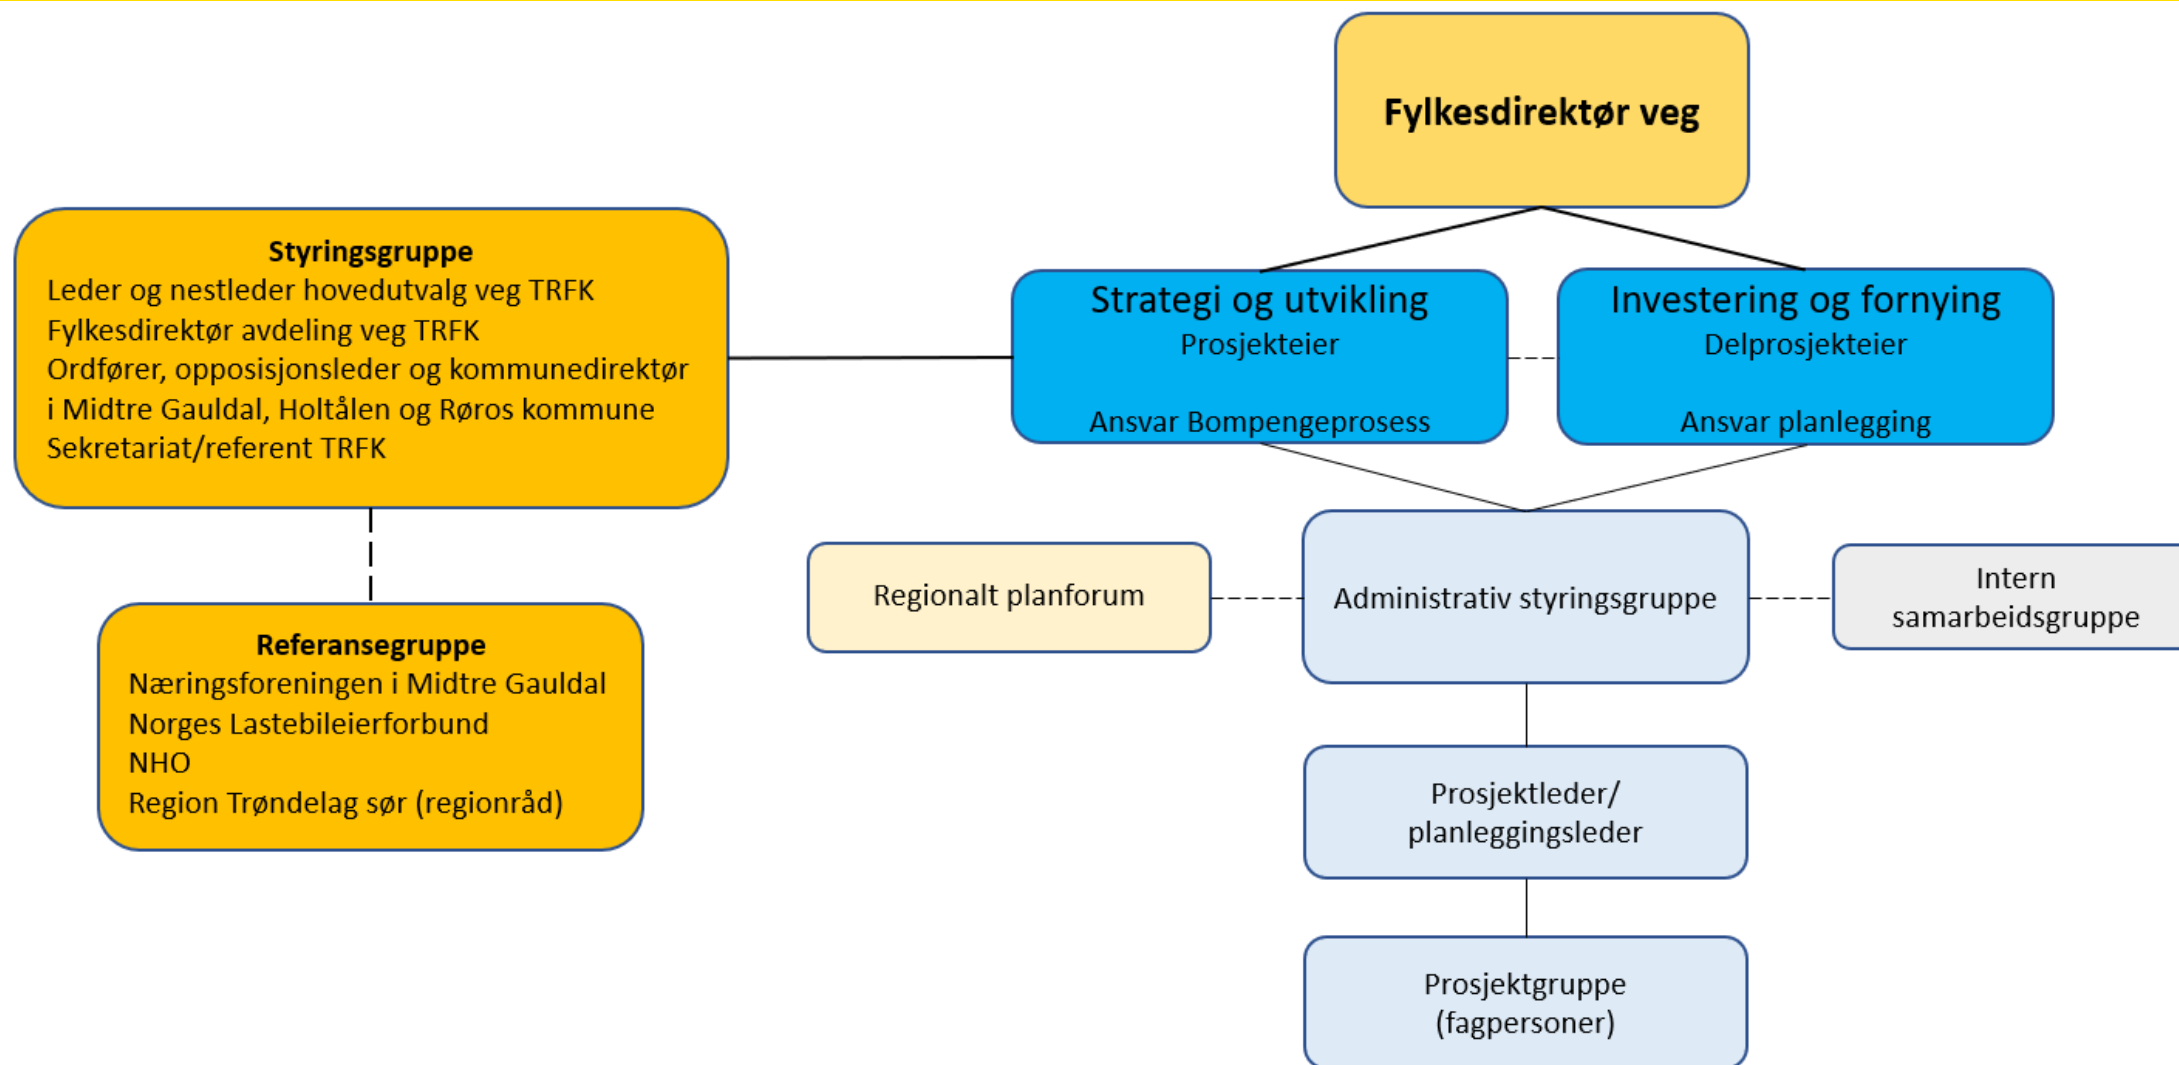 Fylkesdirektør veg
Styringsgruppe
Leder og nestleder hovedutvalg veg TRFK
Fylkesdirektør avdeling veg TRFK
Ordfører, opposisjonsleder og kommunedirektør
i Midtre Gauldal, Holtålen og Røros kommune
Sekretariat/referent TRFK
Strategi og utvikling
Prosjekteier
Ansvar Bompengeprosess
Investering og fornying
Delprosjekteier
Ansvar planlegging
Referansegruppe
Næringsforeningen i Midtre Gauldal
Norges Lastebileierforbund
NHO
Region Trøndelag sør (regionråd)
Regionalt planforum
Administrativ styringsgruppe
Intern
samarbeidsgruppe
Prosjektleder/
planleggingsleder
Prosjektgruppe
(fagpersoner)